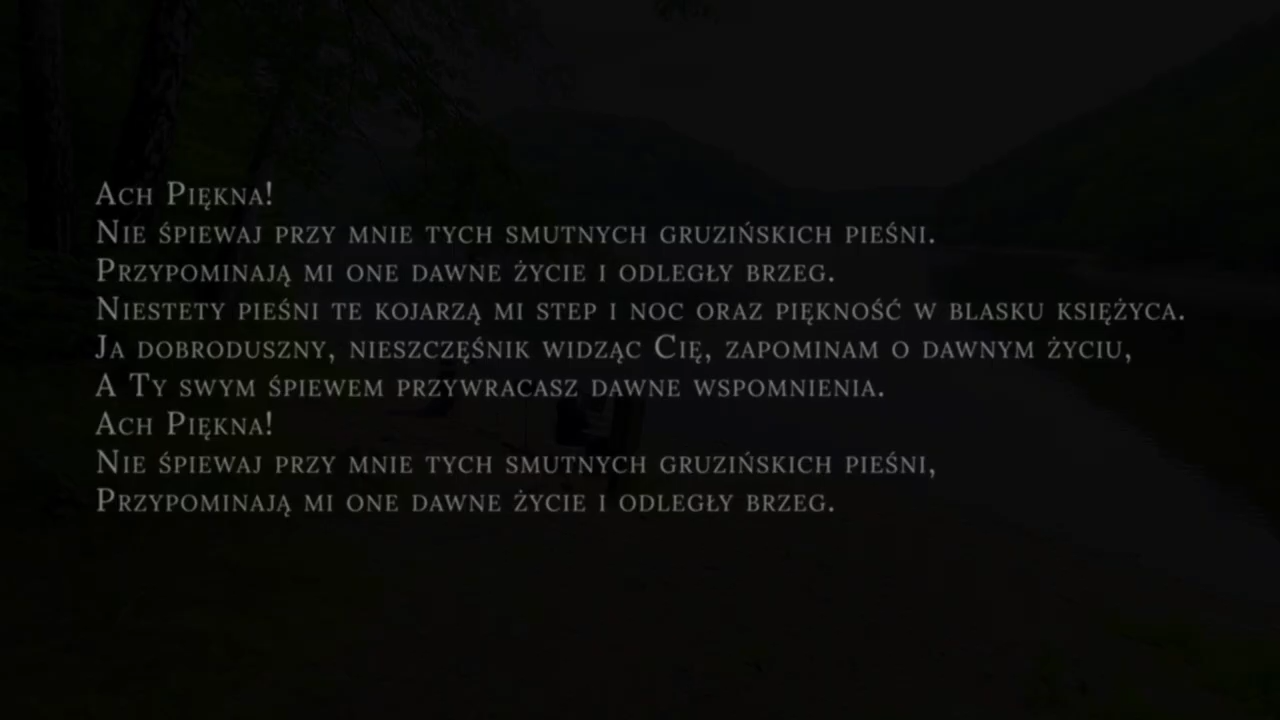 Ach Piękna!
Nie śpiewaj przy mnie tych smutnych gruzińskich pieśni.
Przypominają mi one dawne życie i odległy brzeg.
Niestety pieśni te kojarzą mi step i noc oraz piękność w blasku księżyca.
Ja dobroduszny, nieszczęśnik widząc Cię, zapominam o dawnym życiu,
A Ty swym śpiewem przywracasz dawne wspomnienia.
Ach Piękna!
Nie śpiewaj przy mnie tych smutnych gruzińskich pieśni,
Przypominają mi one dawne życie i odległy brzeg.